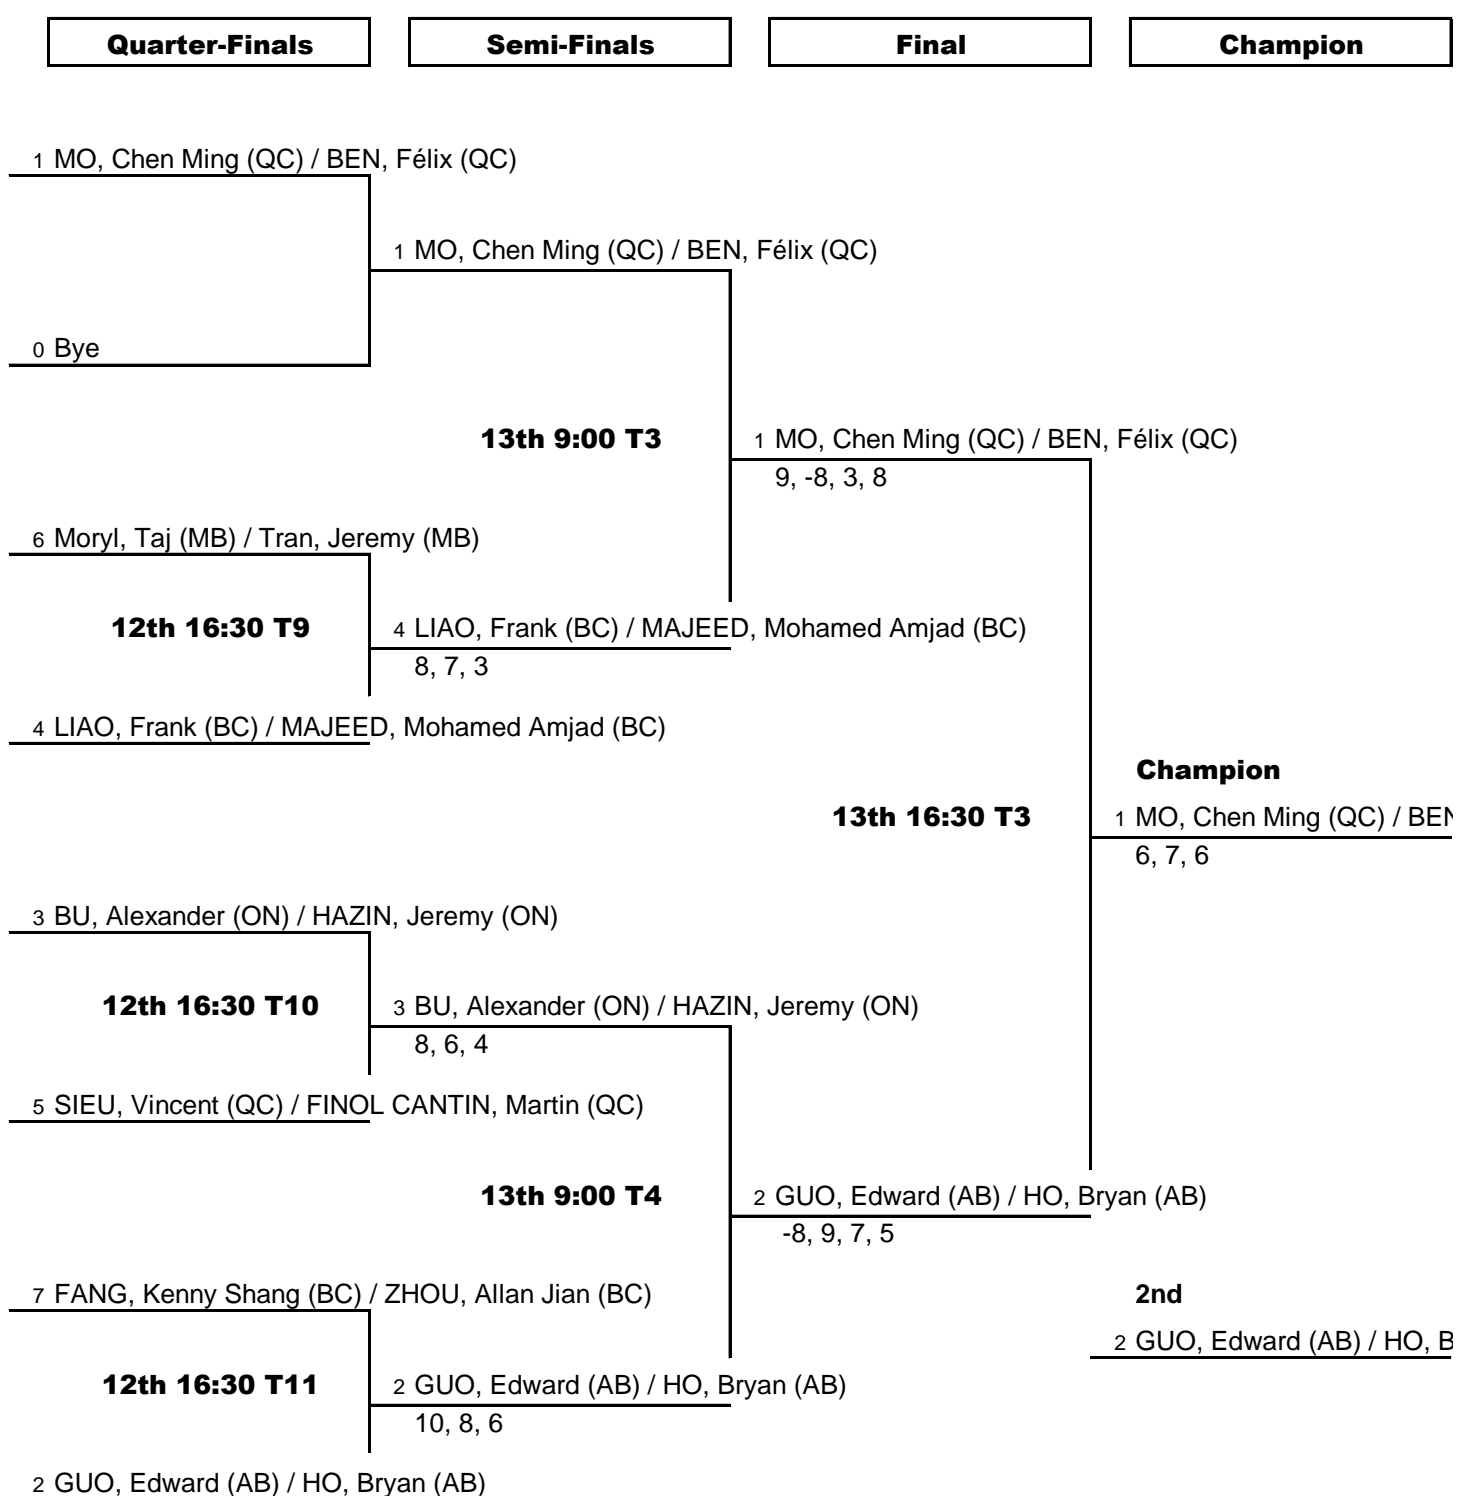 Quarter-Finals Semi-Finals Final Champion
1 MO, Chen Ming (QC) / BEN, Félix (QC)
1 MO, Chen Ming (QC) / BEN, Félix (QC)
0 Bye
13th 9:00 T3 1 MO, Chen Ming (QC) / BEN, Félix (QC)
9, -8, 3, 8
6 Moryl, Taj (MB) / Tran, Jeremy (MB)
12th 16:30 T9 4 LIAO, Frank (BC) / MAJEED, Mohamed Amjad (BC)
8, 7, 3
4 LIAO, Frank (BC) / MAJEED, Mohamed Amjad (BC)
Champion
13th 16:30 T3 1 MO, Chen Ming (QC) / BEN
6, 7, 6
3 BU, Alexander (ON) / HAZIN, Jeremy (ON)
12th 16:30 T10 3 BU, Alexander (ON) / HAZIN, Jeremy (ON)
8, 6, 4
5 SIEU, Vincent (QC) / FINOL CANTIN, Martin (QC)
13th 9:00 T4 2 GUO, Edward (AB) / HO, Bryan (AB)
-8, 9, 7, 5
7 FANG, Kenny Shang (BC) / ZHOU, Allan Jian (BC) 2nd
2 GUO, Edward (AB) / HO, B
12th 16:30 T11 2 GUO, Edward (AB) / HO, Bryan (AB)
10, 8, 6
2 GUO, Edward (AB) / HO, Bryan (AB)